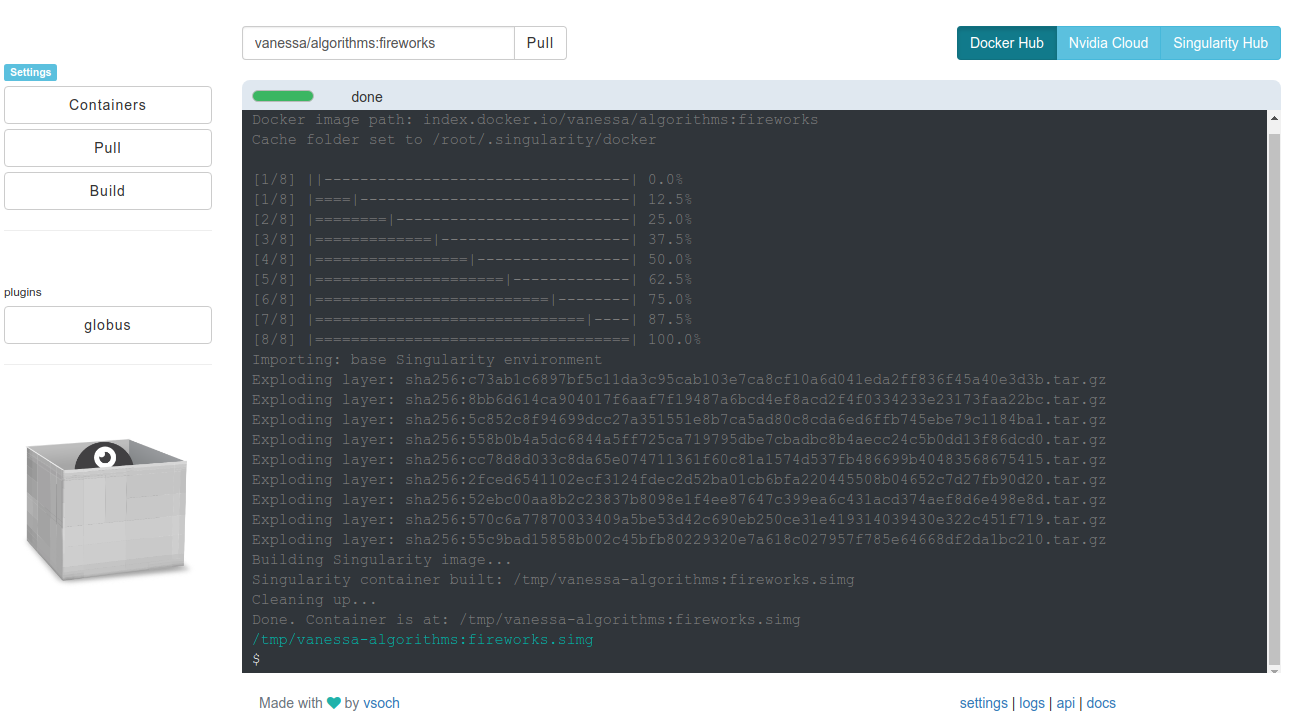 vanessa/algorithms:fireworks Pull Docker Hub Nvidia Cloud Singularity Hub
Settings
Containers
Pull
Build
plugins
globus
done
Docker image path: index.docker.io/vanessa/algorithms:fireworks
Cache folder set to /root/.singularity/docker
[1/8] ||----------------------------------| 0.0%
[1/8] |====|------------------------------| 12.5%
[2/8] |========|--------------------------| 25.0%
[3/8] |=============|---------------------| 37.5%
[4/8] |=================|-----------------| 50.0%
[5/8] |=====================|-------------| 62.5%
[6/8] |==========================|--------| 75.0%
[7/8] |==============================|----| 87.5%
[8/8] |===================================| 100.0%
Importing: base Singularity environment
Exploding layer: sha256:c73ab1c6897bf5c11da3c95cab103e7ca8cf10a6d041eda2ff836f45a40e3d3b.tar.gz
Exploding layer: sha256:8bb6d614ca904017f6aaf7f19487a6bcd4ef8acd2f4f0334233e23173faa22bc.tar.gz
Exploding layer: sha256:5c852c8f94699dcc27a351551e8b7ca5ad80c8cda6ed6ffb745ebe79c1184ba1.tar.gz
Exploding layer: sha256:558b0b4a5dc6844a5ff725ca719795dbe7cbadbc8b4aecc24c5b0dd13f86dcd0.tar.gz
Exploding layer: sha256:cc78d8d033c8da65e074711361f60c81a1574d537fb486699b40483568675415.tar.gz
Exploding layer: sha256:2fced6541102ecf3124fdec2d52ba01cb6bfa220445508b04652c7d27fb90d20.tar.gz
Exploding layer: sha256:52ebc00aa8b2c23837b8098e1f4ee87647c399ea6c431acd374aef8d6e498e8d.tar.gz
Exploding layer: sha256:570c6a77870033409a5be53d42c690eb250ce31e419314039430e322c451f719.tar.gz
Exploding layer: sha256:55c9bad15858b002c45bfb80229320e7a618c027957f785e64668df2da1bc210.tar.gz
Building Singularity image...
Singularity container built: /tmp/vanessa-algorithms:fireworks.simg
Cleaning up...
Done. Container is at: /tmp/vanessa-algorithms:fireworks.simg
/tmp/vanessa-algorithms:fireworks.simg
$
Made with by vsoch settings | logs | api | docs